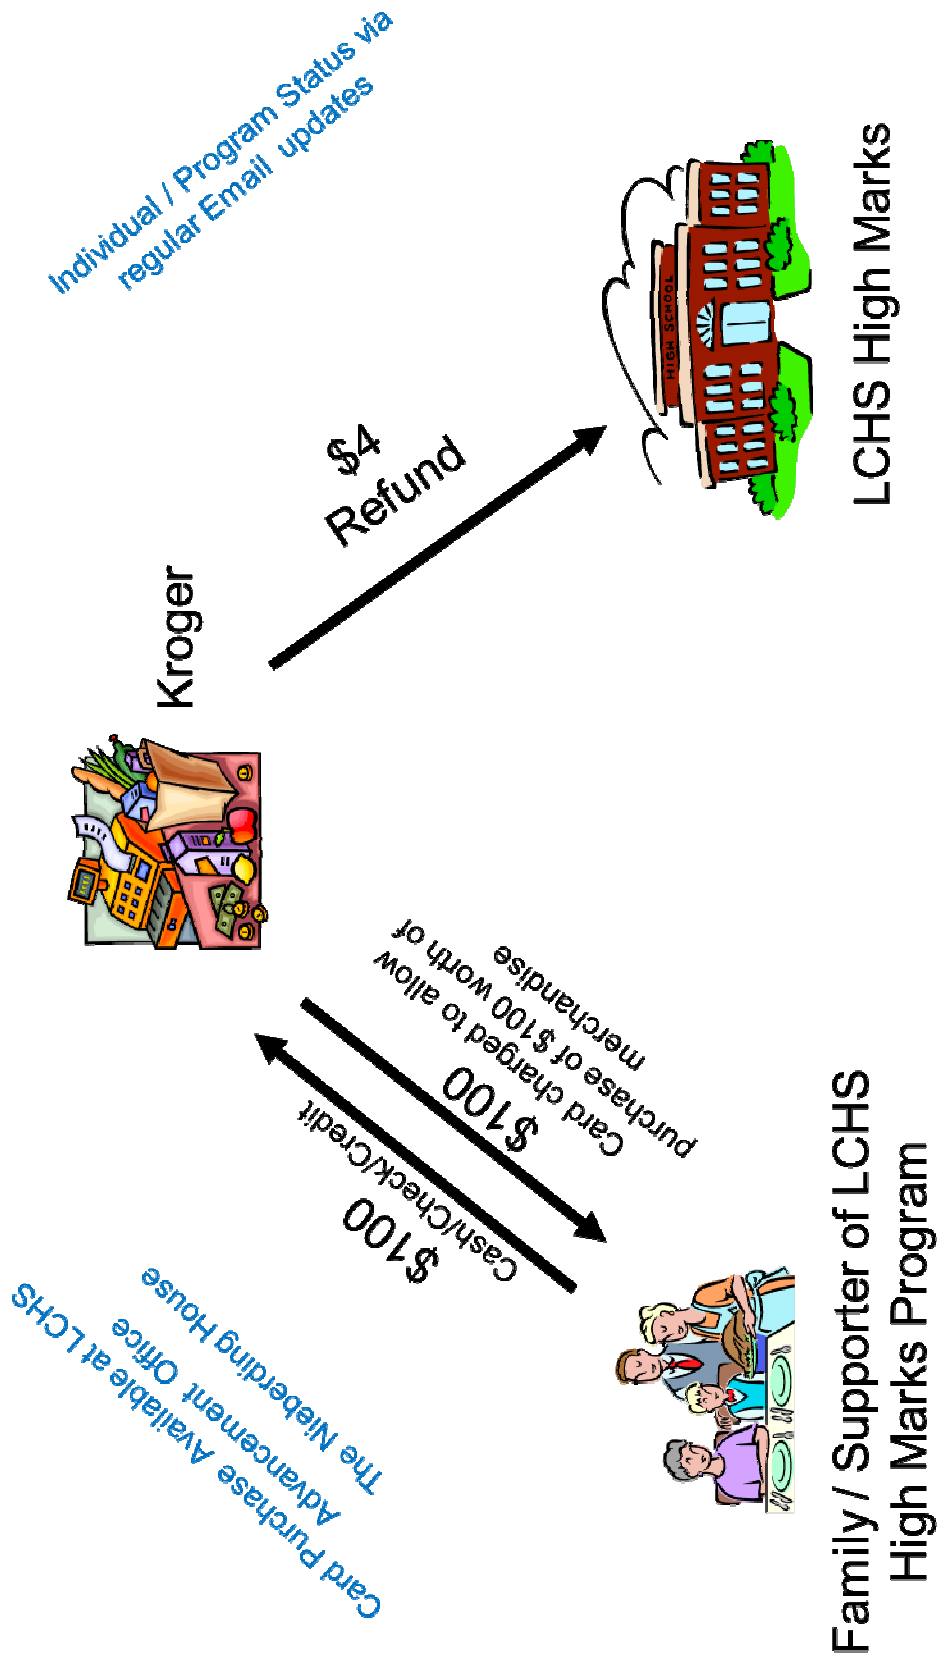 Card Purchase Available at LCHS
Advancement Office
The Nieberding House
Kroger
Individual / Program Status via
regular Email updates
$100
Cash/Check/Credit
$100
Card charged to allow
purchase of $100 worth of
merchandise
$4
Refund
HIGH SCHOOL
Family / Supporter of LCHS
High Marks Program
LCHS High Marks